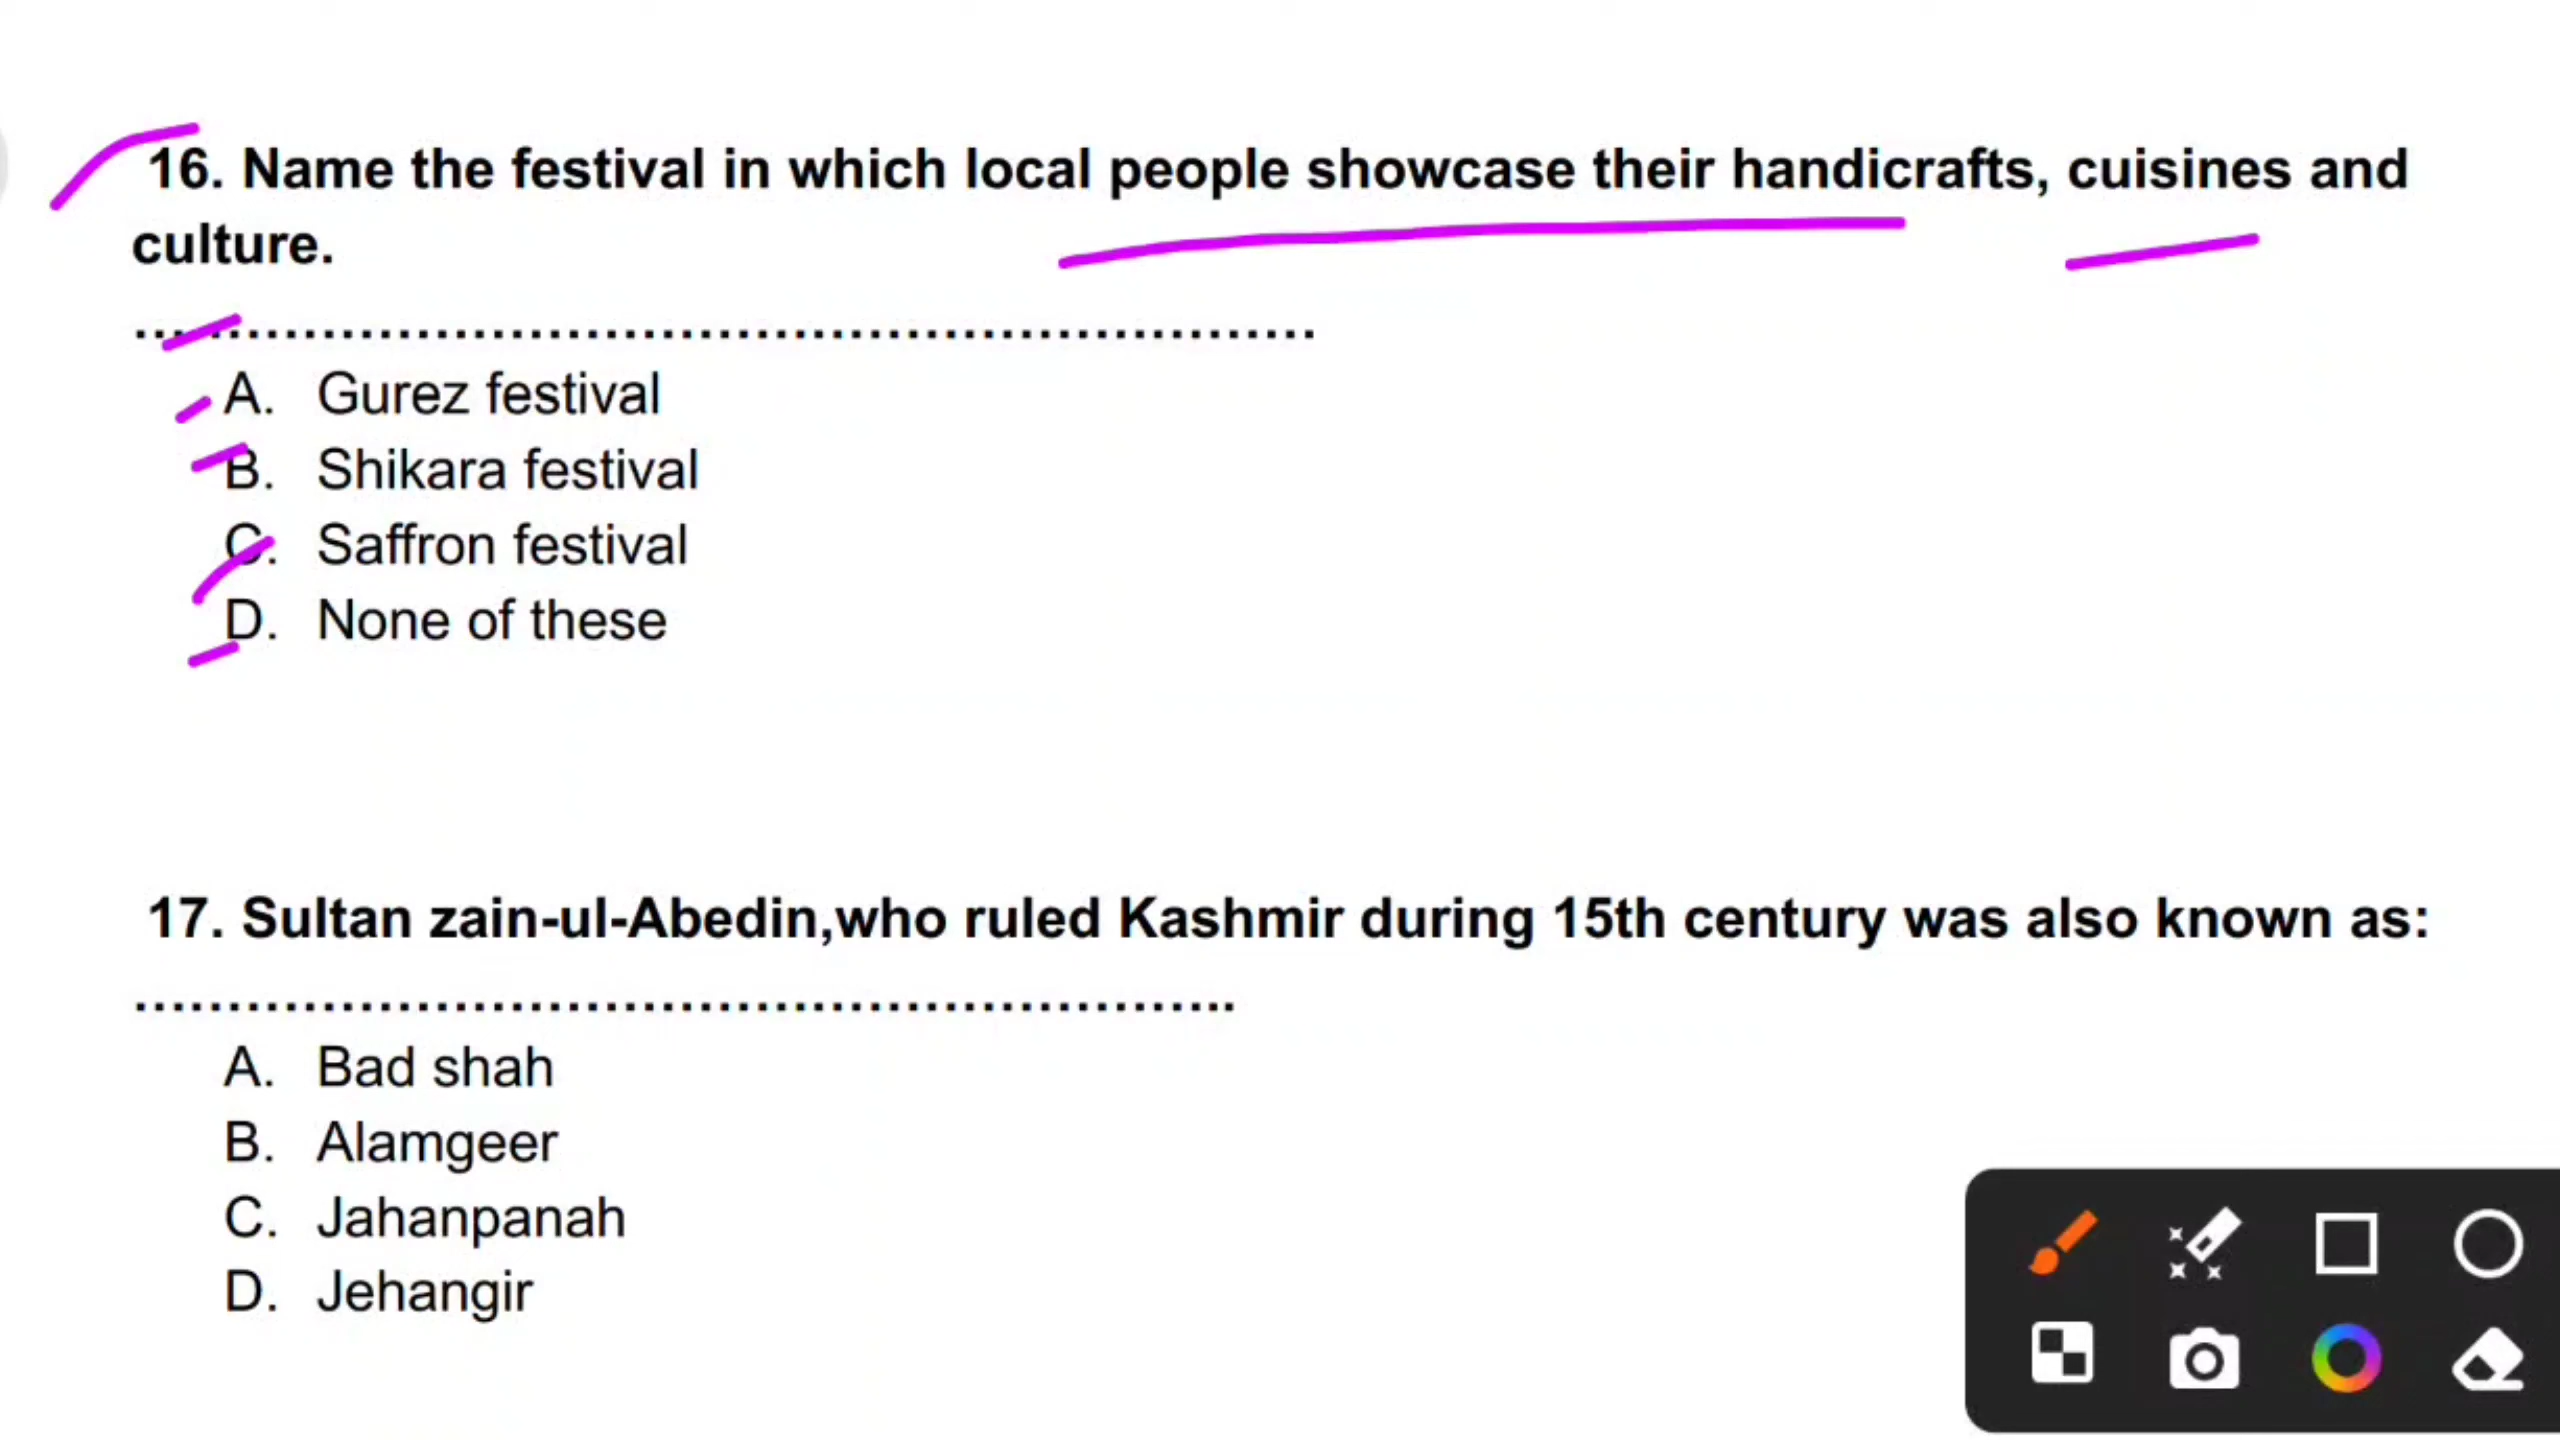 16. Name the festival in which local people showcase their handicrafts, cuisines and
culture.
...............................................................
A. Gurez festival
B. Shikara festival
C. Saffron festival
D. None of these
17. Sultan zain-ul-Abedin,who ruled Kashmir during 15th century was also known as:
...........................................................
A. Bad shah
B. Alamgeer
C. Jahanpanah
D. Jehangir